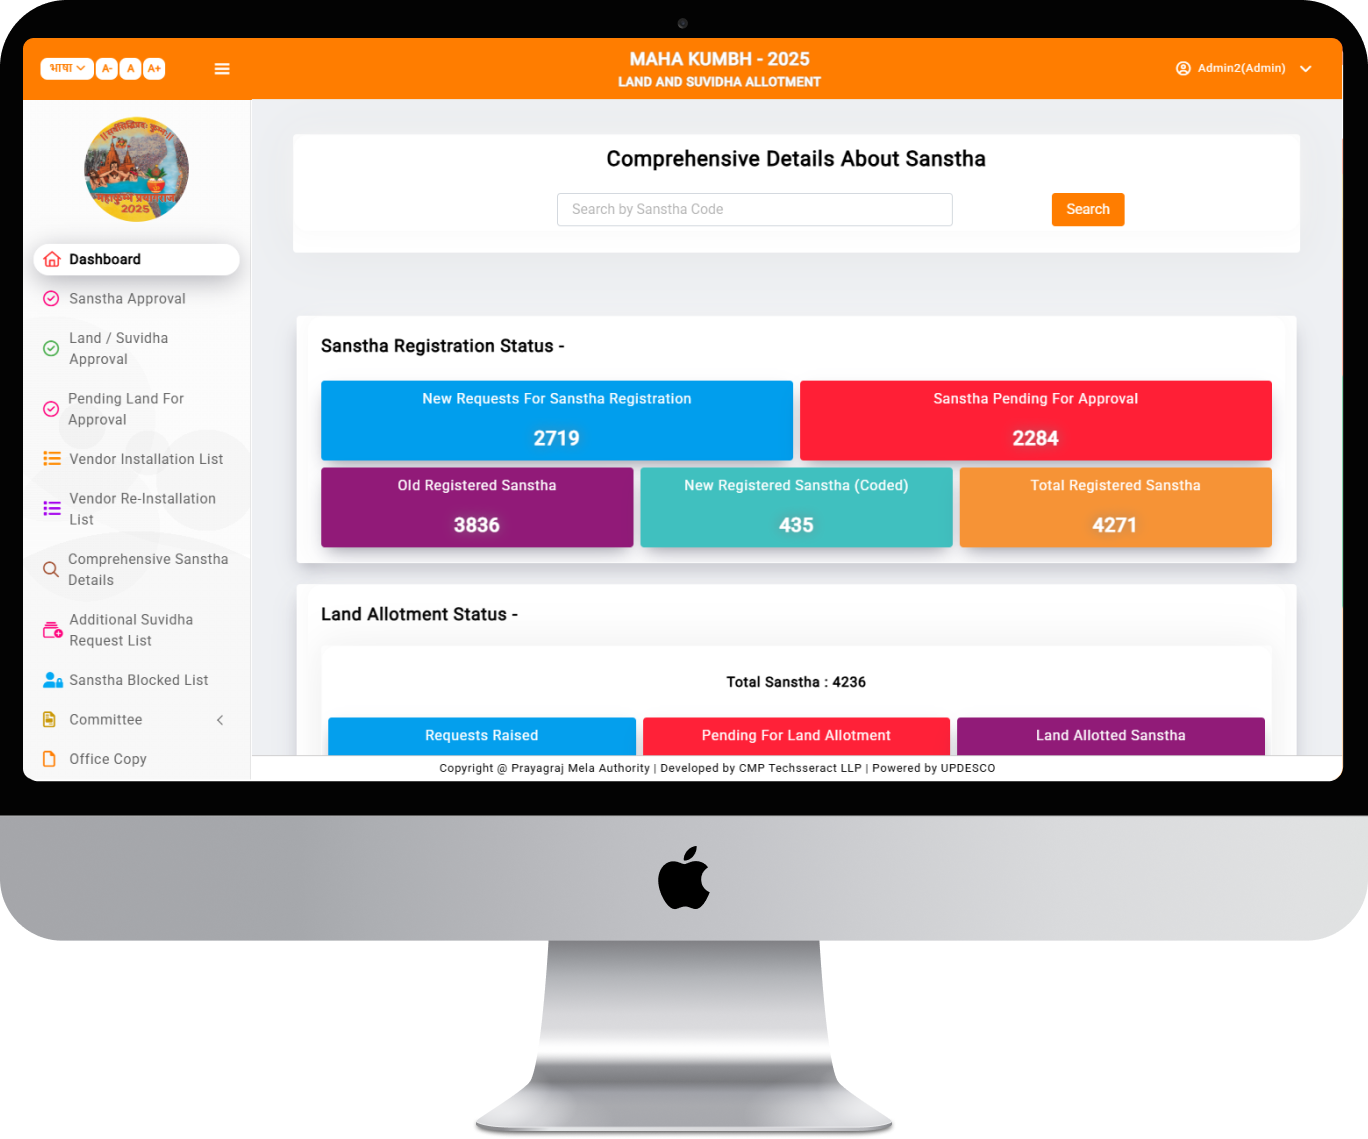 भाषा
A-
A
A+
MAHA KUMBH - 2025
LAND AND SUVIDHA ALLOTMENT
Admin2(Admin)
॥सर्वसिद्धिप्रदः कुम्भः॥
महाकुम्भ प्रयागराज
2025
Dashboard
Sanstha Approval
Land / Suvidha
Approval
Pending Land For
Approval
Vendor Installation List
Vendor Re-Installation
List
Comprehensive Sanstha
Details
Additional Suvidha
Request List
Sanstha Blocked List
Committee
Office Copy
Comprehensive Details About Sanstha
Search by Sanstha Code
Search
Sanstha Registration Status -
New Requests For Sanstha Registration
2719
Sanstha Pending For Approval
2284
Old Registered Sanstha
3836
New Registered Sanstha (Coded)
435
Total Registered Sanstha
4271
Land Allotment Status -
Total Sanstha : 4236
Requests Raised
Pending For Land Allotment
Land Allotted Sanstha
Copyright @ Prayagraj Mela Authority | Developed by CMP Techsseract LLP | Powered by UPDESCO